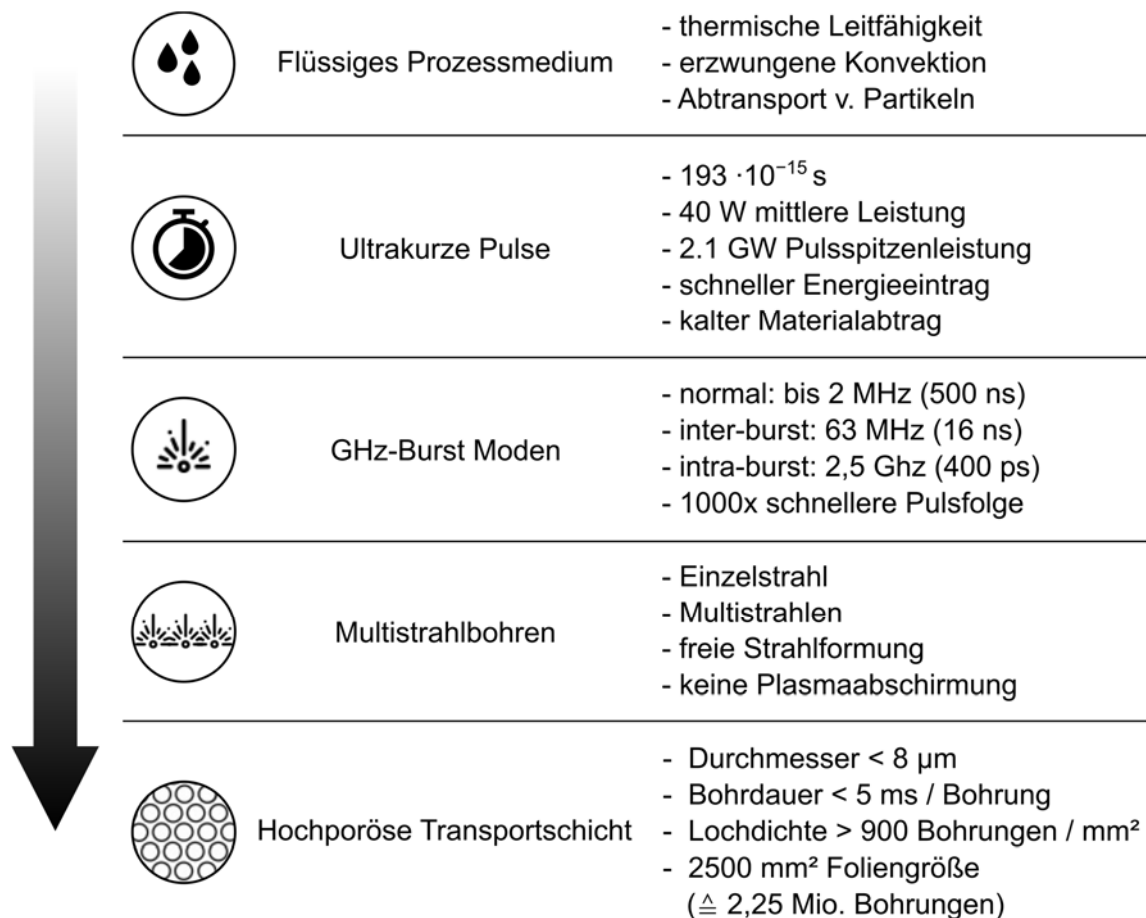 Flüssiges Prozessmedium
- thermische Leitfähigkeit
- erzwungene Konvektion
- Abtransport v. Partikeln
Ultrakurze Pulse
- 193 ·10⁻¹⁵ s
- 40 W mittlere Leistung
- 2.1 GW Pulsspitzenleistung
- schneller Energieeintrag
- kalter Materialabtrag
GHz-Burst Moden
- normal: bis 2 MHz (500 ns)
- inter-burst: 63 MHz (16 ns)
- intra-burst: 2,5 Ghz (400 ps)
- 1000x schnellere Pulsfolge
Multistrahlbohren
- Einzelstrahl
- Multistrahlen
- freie Strahlformung
- keine Plasmaabschirmung
Hochporöse Transportschicht
- Durchmesser < 8 µm
- Bohrdauer < 5 ms / Bohrung
- Lochdichte > 900 Bohrungen / mm²
- 2500 mm² Foliengröße
(≙ 2,25 Mio. Bohrungen)